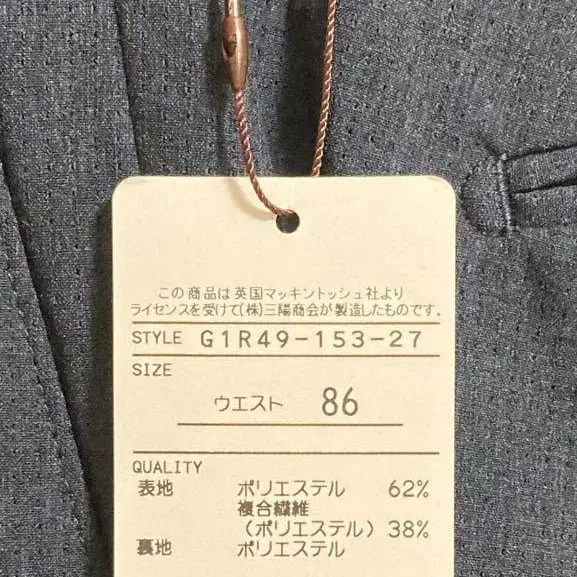 この商品は英国マッキントッシュ社より
ライセンスを受けて(株)三陽商会が製造したものです。
STYLE G1R49-153-27
SIZE
ウエスト 86
QUALITY
表地 ポリエステル 62%
複合繊維
(ポリエステル) 38%
裏地 ポリエステル